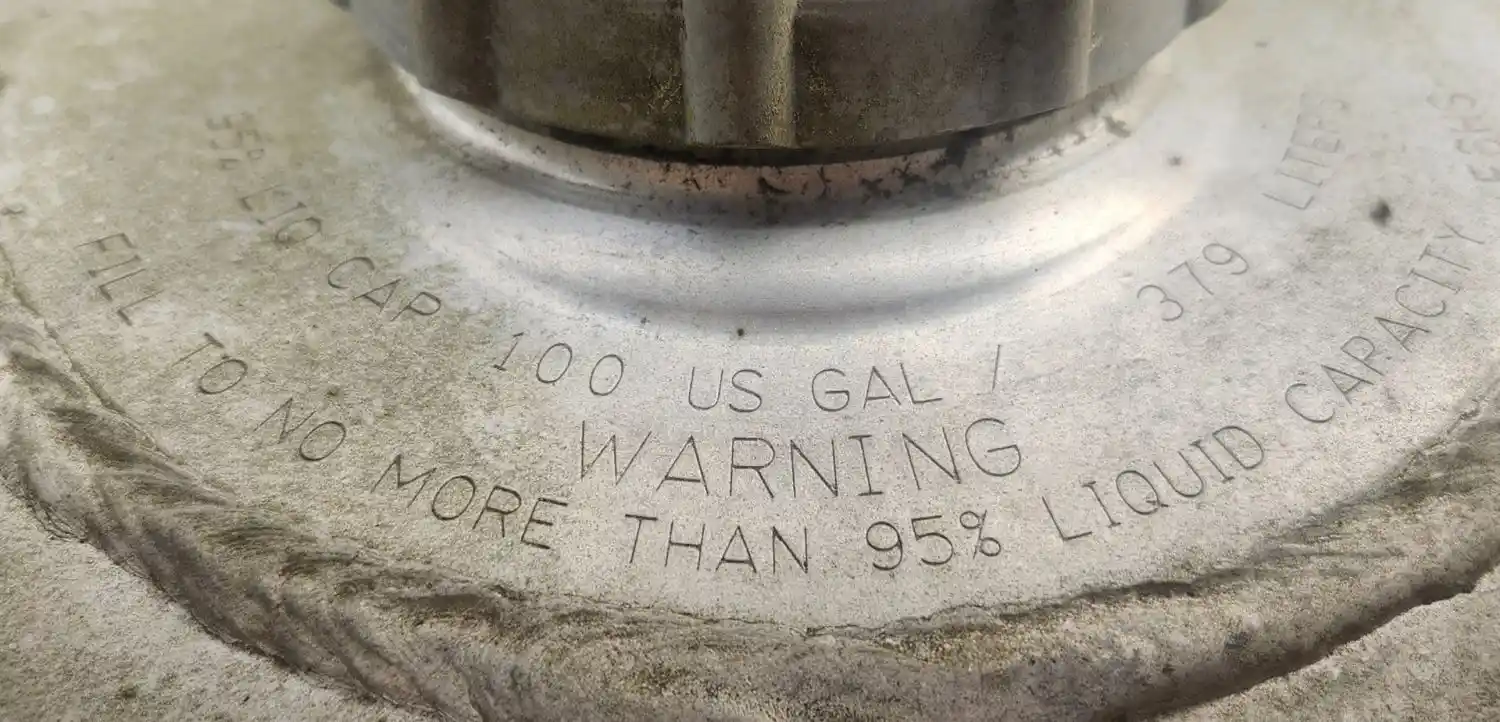 LIQ CAP 100 US GAL / 379 LITERS
WARNING
FILL TO NO MORE THAN 95% LIQUID CAPACITY